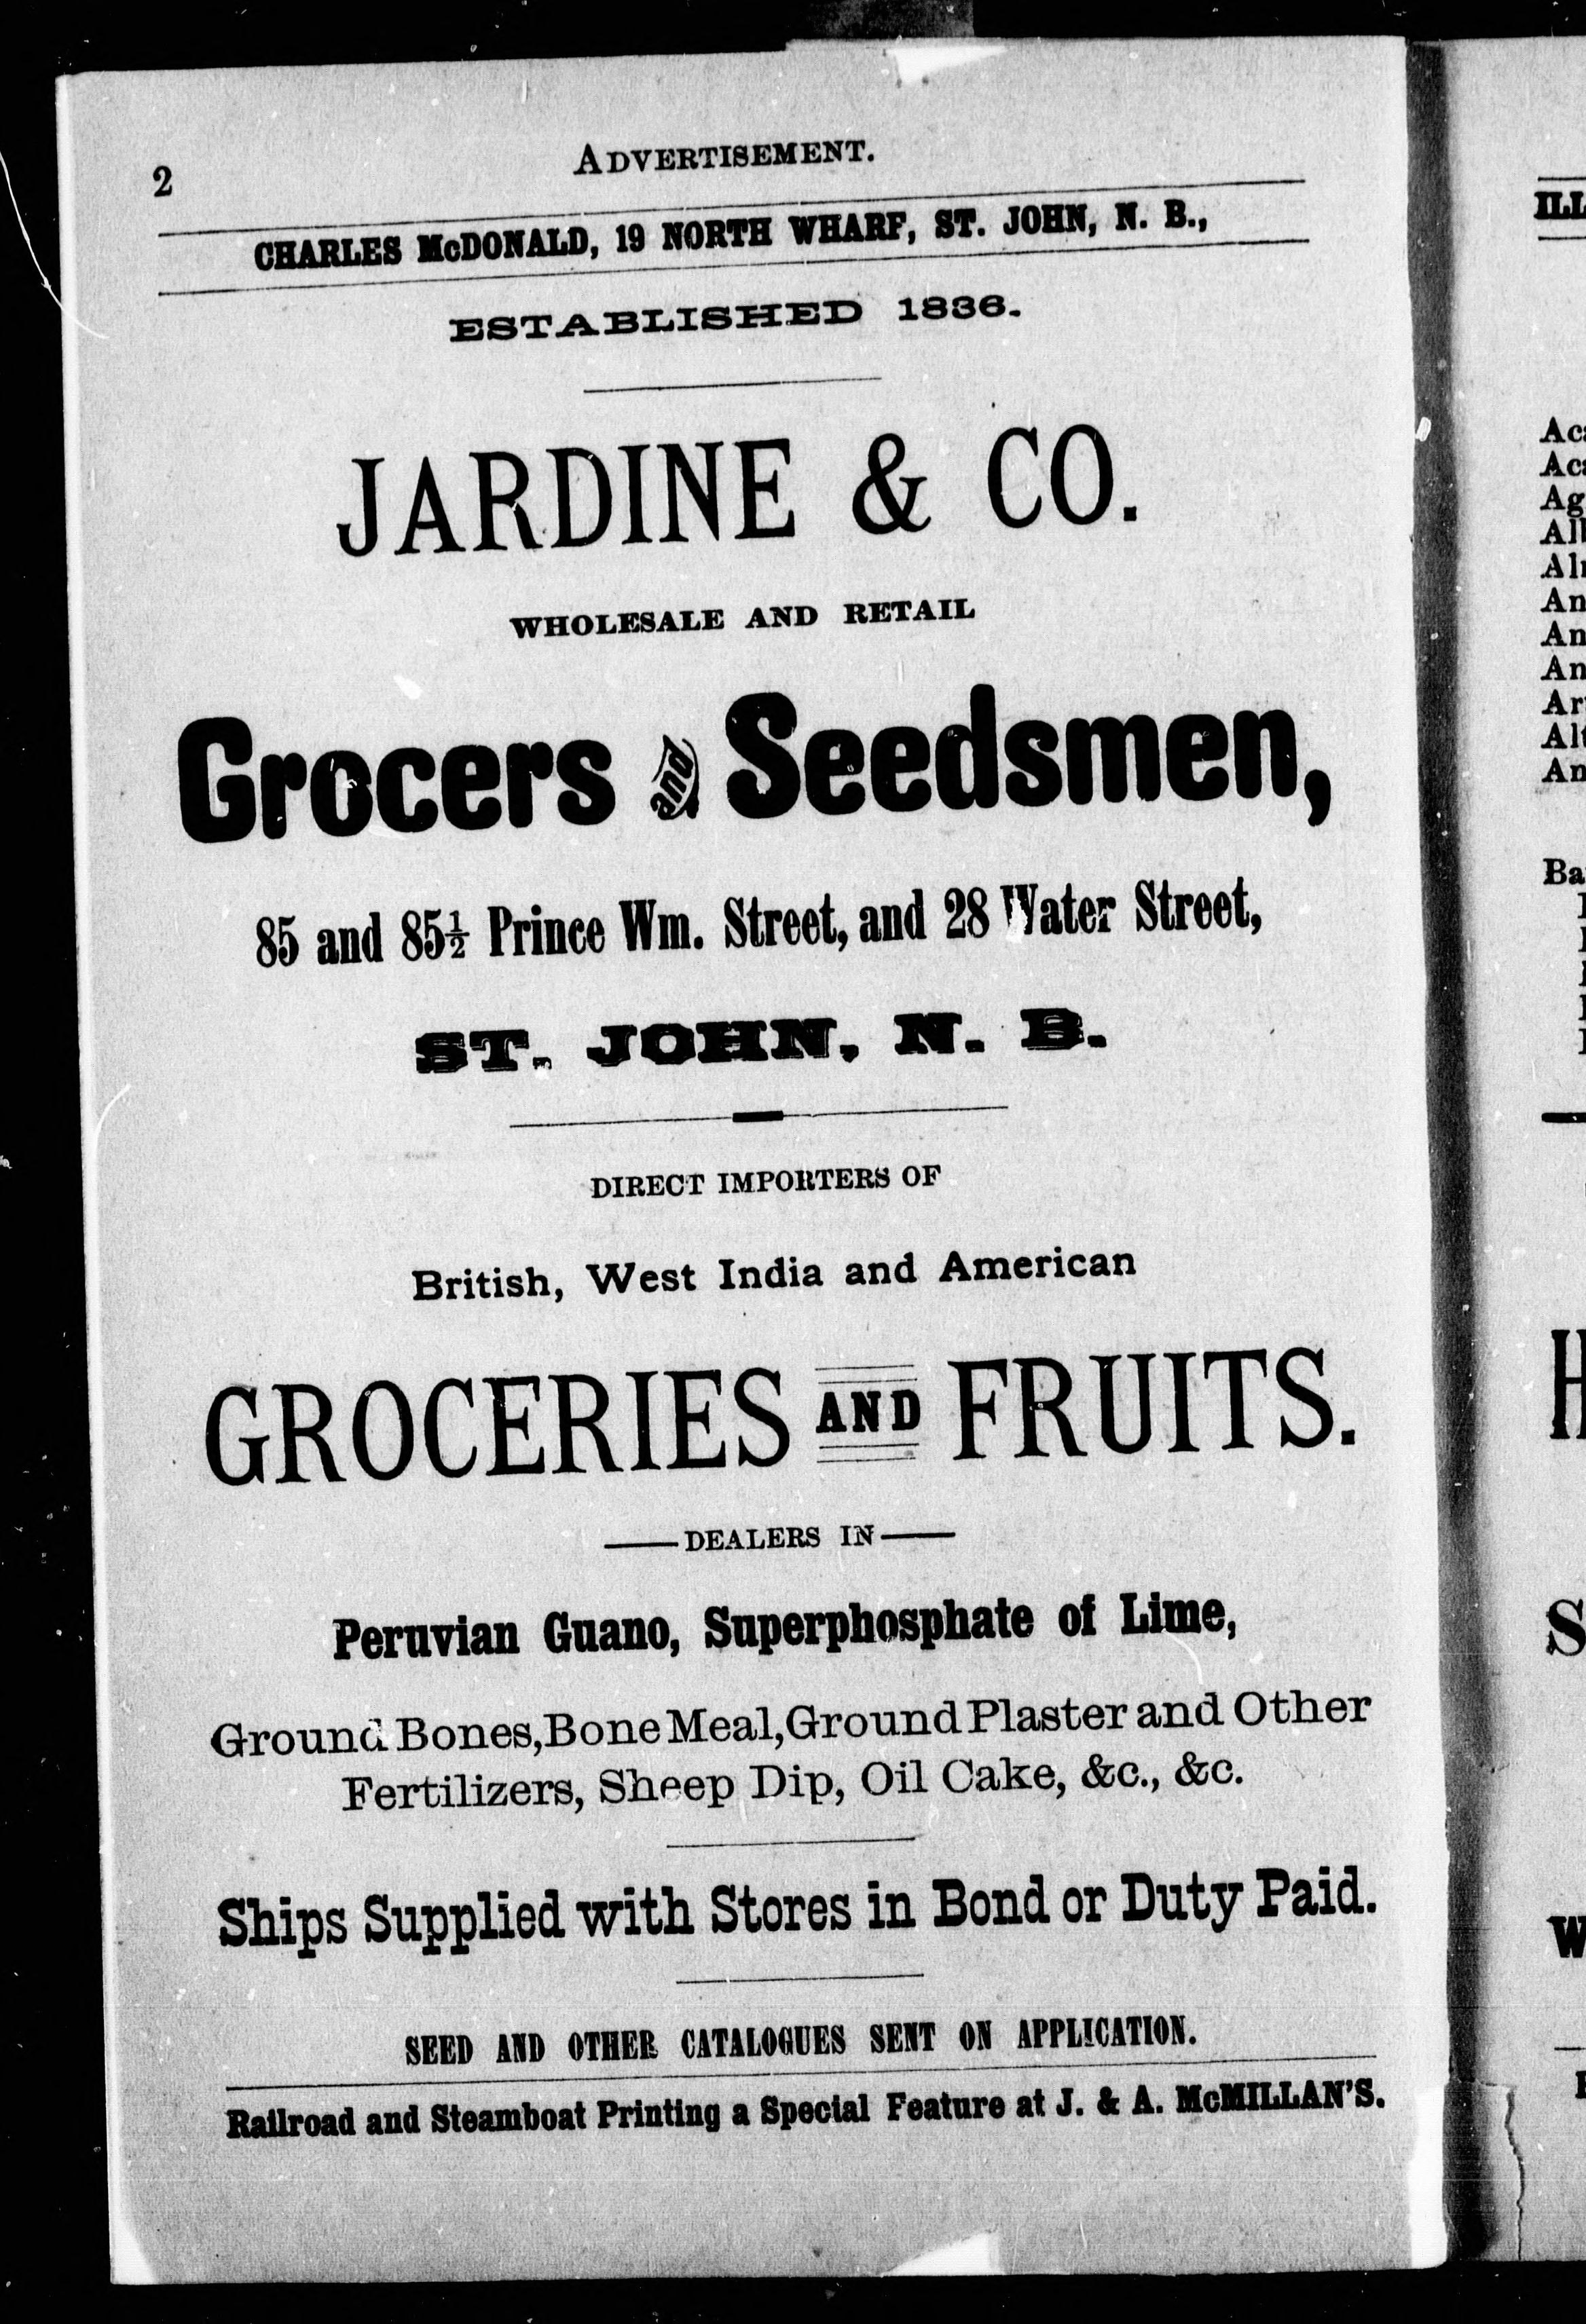 2
ADVERTISEMENT.
CHARLES McDONALD, 19 NORTH WHARF, ST. JOHN, N. B.,
ESTABLISHED 1836.
JARDINE & CO.
WHOLESALE AND RETAIL
Grocers and Seedsmen,
85 and 85½ Prince Wm. Street, and 28 Water Street,
ST. JOHN, N. B.
DIRECT IMPORTERS OF
British, West India and American
GROCERIES AND FRUITS.
DEALERS IN
Peruvian Guano, Superphosphate of Lime,
Ground Bones, Bone Meal, Ground Plaster and Other
Fertilizers, Sheep Dip, Oil Cake, &c., &c.
Ships Supplied with Stores in Bond or Duty Paid.
SEED AND OTHER CATALOGUES SENT ON APPLICATION.
Railroad and Steamboat Printing a Special Feature at J. & A. McMILLAN'S.